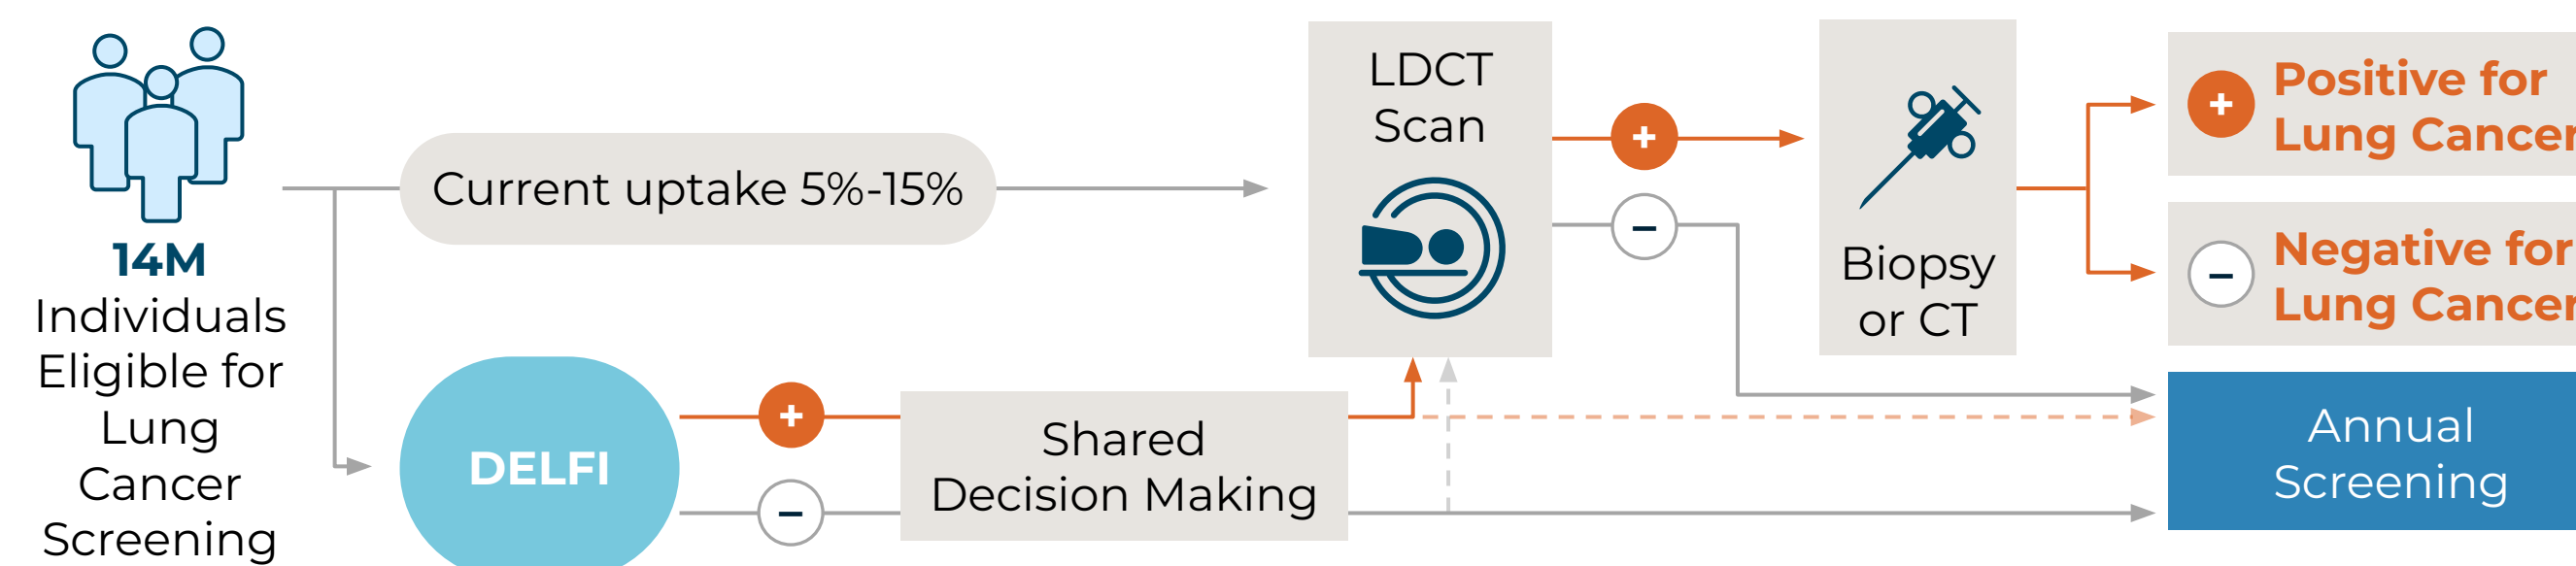 14M
Individuals
Eligible for
Lung
Cancer
Screening
Current uptake 5%-15%
DELFI
+
−
Shared
Decision Making
LDCT
Scan
+
−
Biopsy
or CT
+
Positive for
Lung Cancer
−
Negative for
Lung Cancer
Annual
Screening